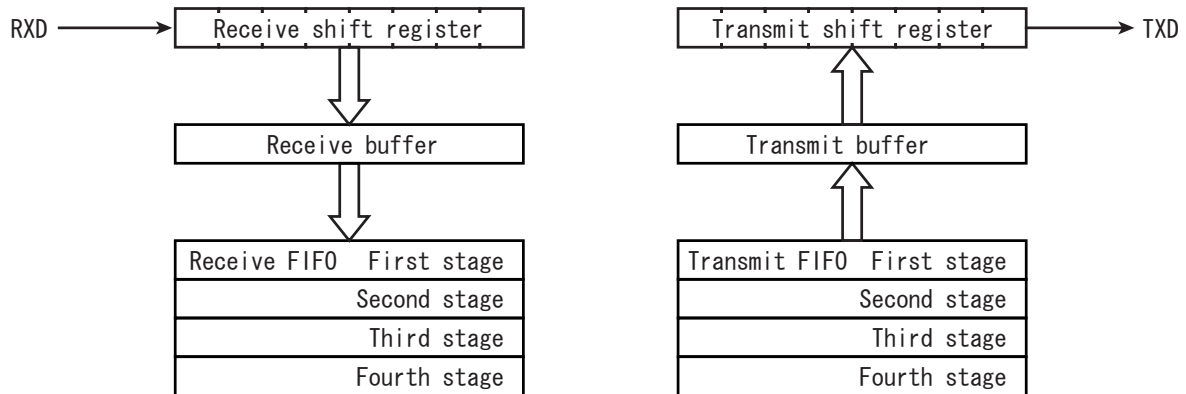 RXD
Receive shift register
Receive buffer
Receive FIFO First stage
Second stage
Third stage
Fourth stage
Transmit shift register
TXD
Transmit buffer
Transmit FIFO First stage
Second stage
Third stage
Fourth stage